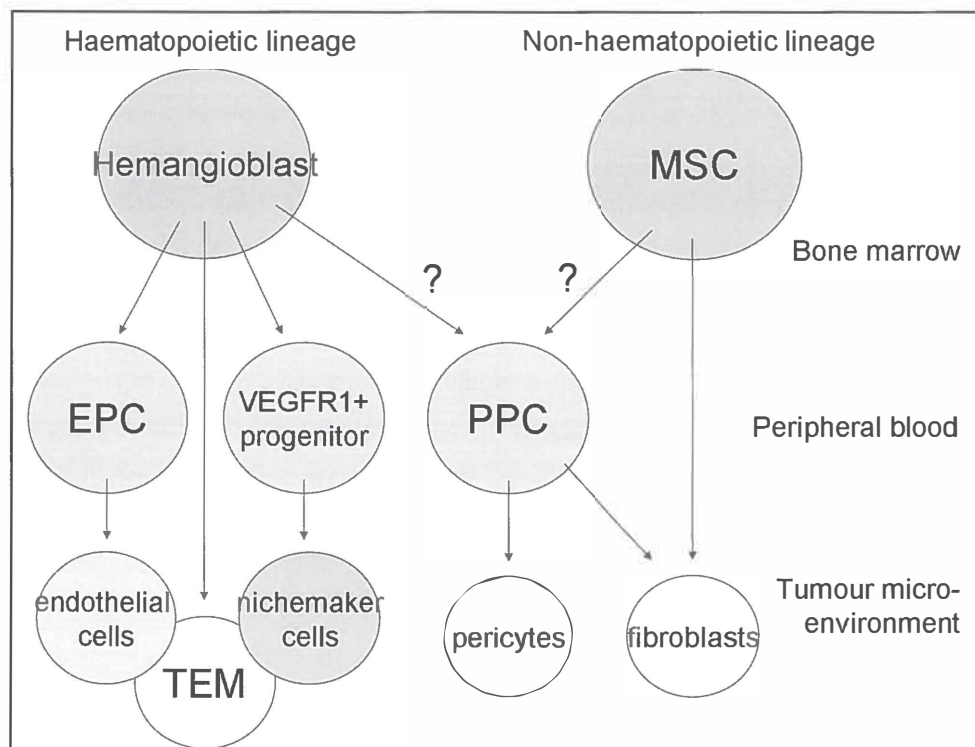 Haematopoietic lineage
Non-haematopoietic lineage
Hemangioblast
MSC
Bone marrow
?
?
EPC
VEGFR1+
progenitor
PPC
Peripheral blood
endothelial
cells
nichemaker
cells
TEM
pericytes
fibroblasts
Tumour micro-
environment